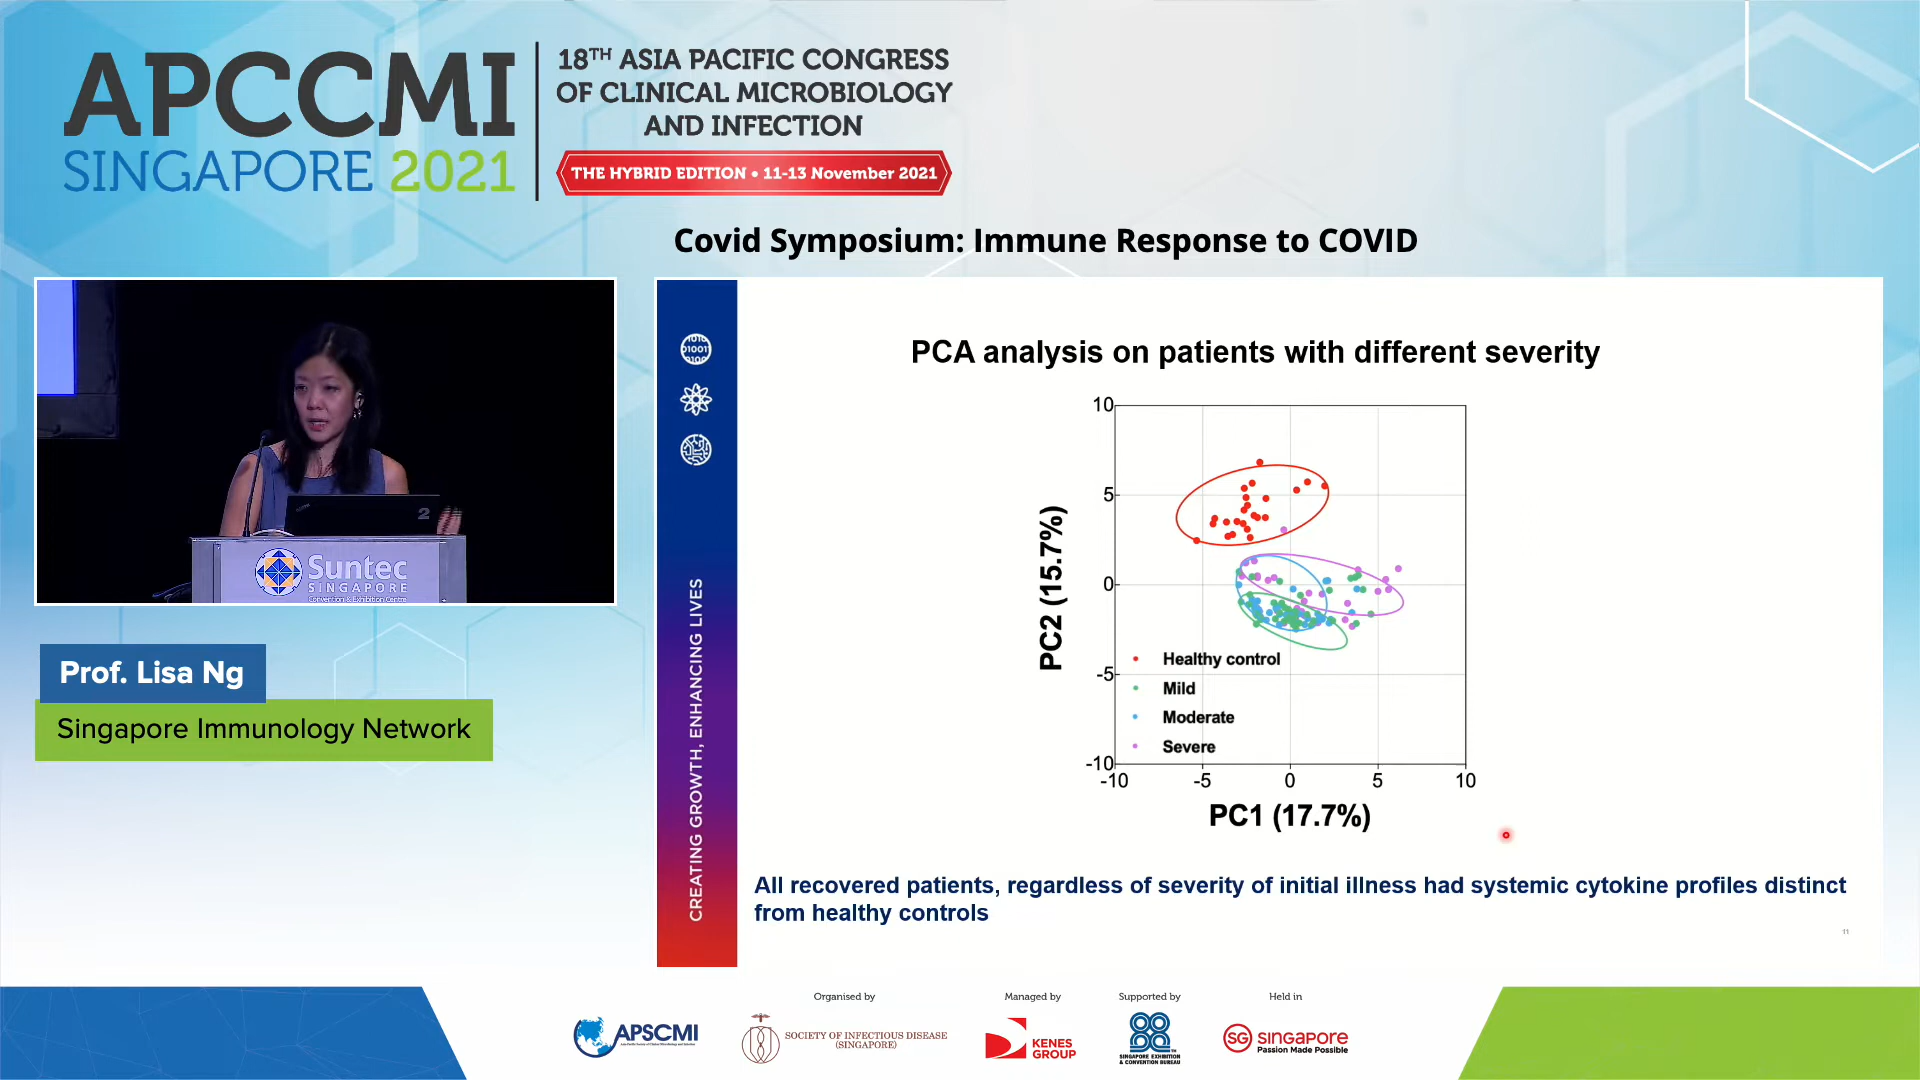 APCCMI
SINGAPORE 2021
18TH ASIA PACIFIC CONGRESS
OF CLINICAL MICROBIOLOGY
AND INFECTION
THE HYBRID EDITION • 11-13 November 2021
Covid Symposium: Immune Response to COVID
2
Suntec
SINGAPORE
Convention & Exhibition Centre
Prof. Lisa Ng
Singapore Immunology Network
CREATING GROWTH, ENHANCING LIVES
PCA analysis on patients with different severity
10
5
0
-5
-10
PC2 (15.7%)
Healthy control
Mild
Moderate
Severe
-10
-5
0
5
10
PC1 (17.7%)
All recovered patients, regardless of severity of initial illness had systemic cytokine profiles distinct
from healthy controls
11
Organised by
Managed by
Supported by
Held in
APSCMI
SOCIETY OF INFECTIOUS DISEASE
(SINGAPORE)
KENES
GROUP
SINGAPORE EXHIBITION
& CONVENTION BUREAU
SG
SINGAPORE
Passion Made Possible